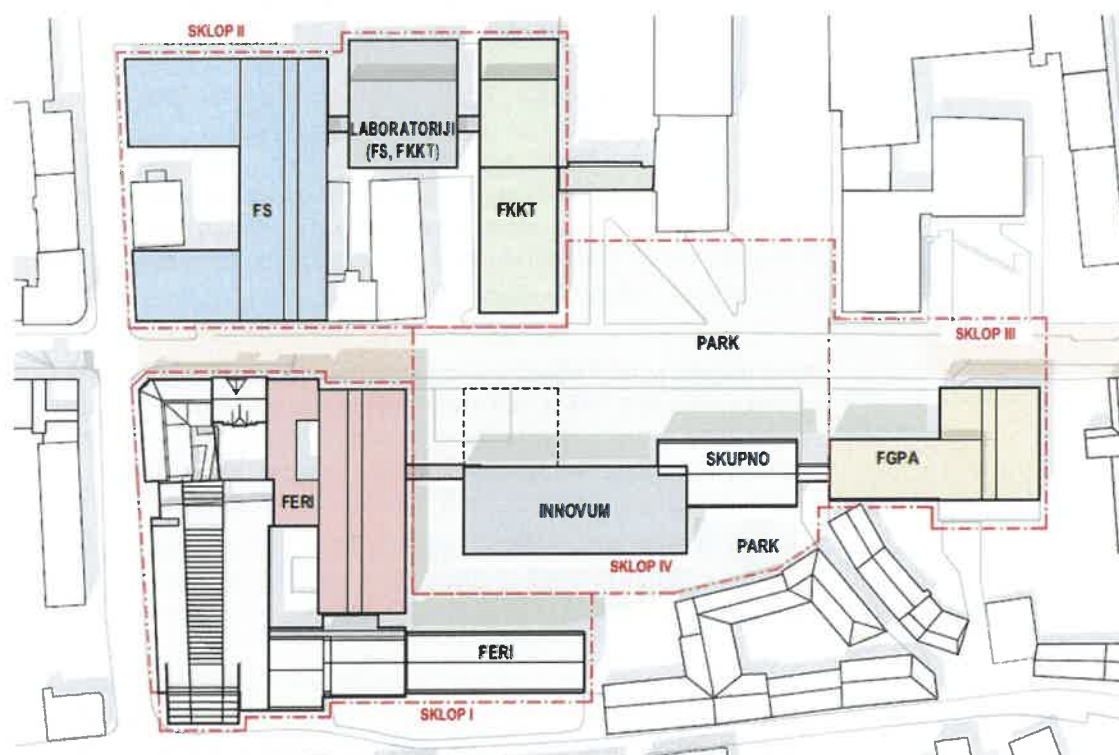 SKLOP II
LABORATORIJI
(FS, FKKT)
FS
FKKT
PARK
SKLOP III
SKUPNO
FGPA
FERI
INNOVUM
PARK
SKLOP IV
FERI
SKLOP I